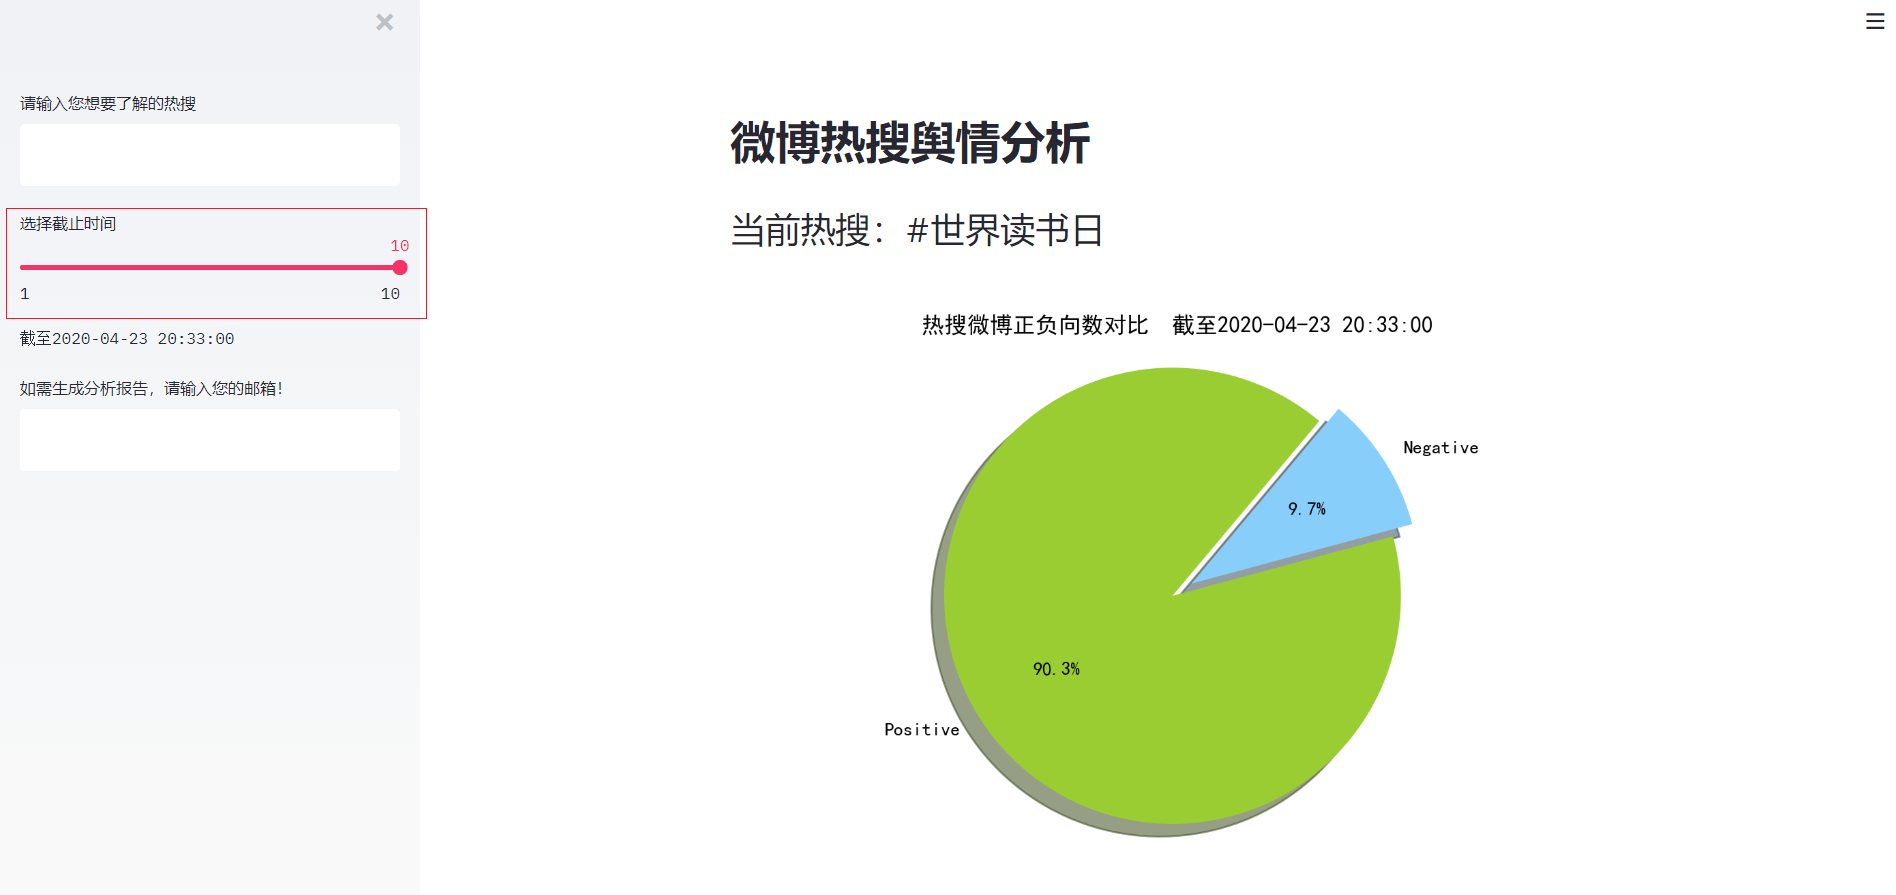 请输入您想要了解的热搜
选择截止时间
10
1
10
截至2020-04-23 20:33:00
如需生成分析报告, 请输入您的邮箱!
微博热搜舆情分析
当前热搜: #世界读书日
热搜微博正负向数对比 截至2020-04-23 20:33:00
Negative
9.7%
90.3%
Positive